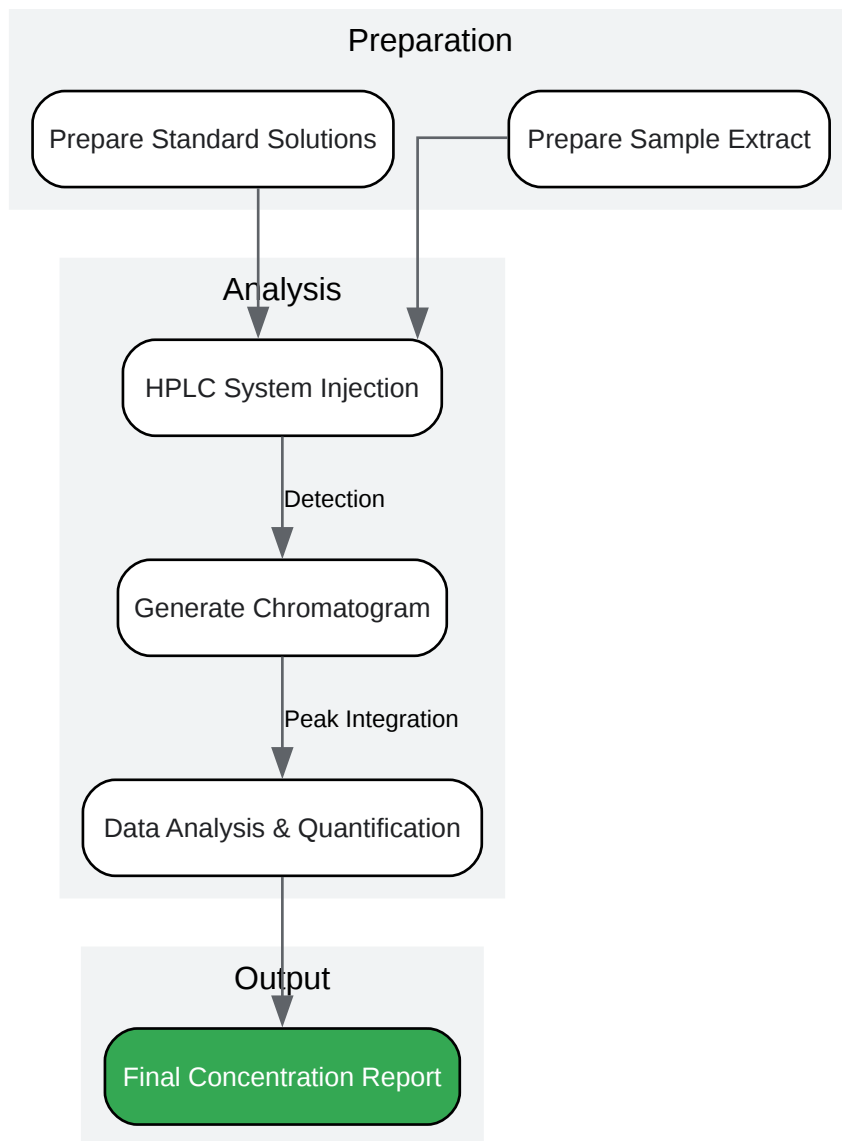 Preparation
Prepare Standard Solutions
Prepare Sample Extract
Analysis
HPLC System Injection
Detection
Generate Chromatogram
Peak Integration
Data Analysis & Quantification
Output
Final Concentration Report